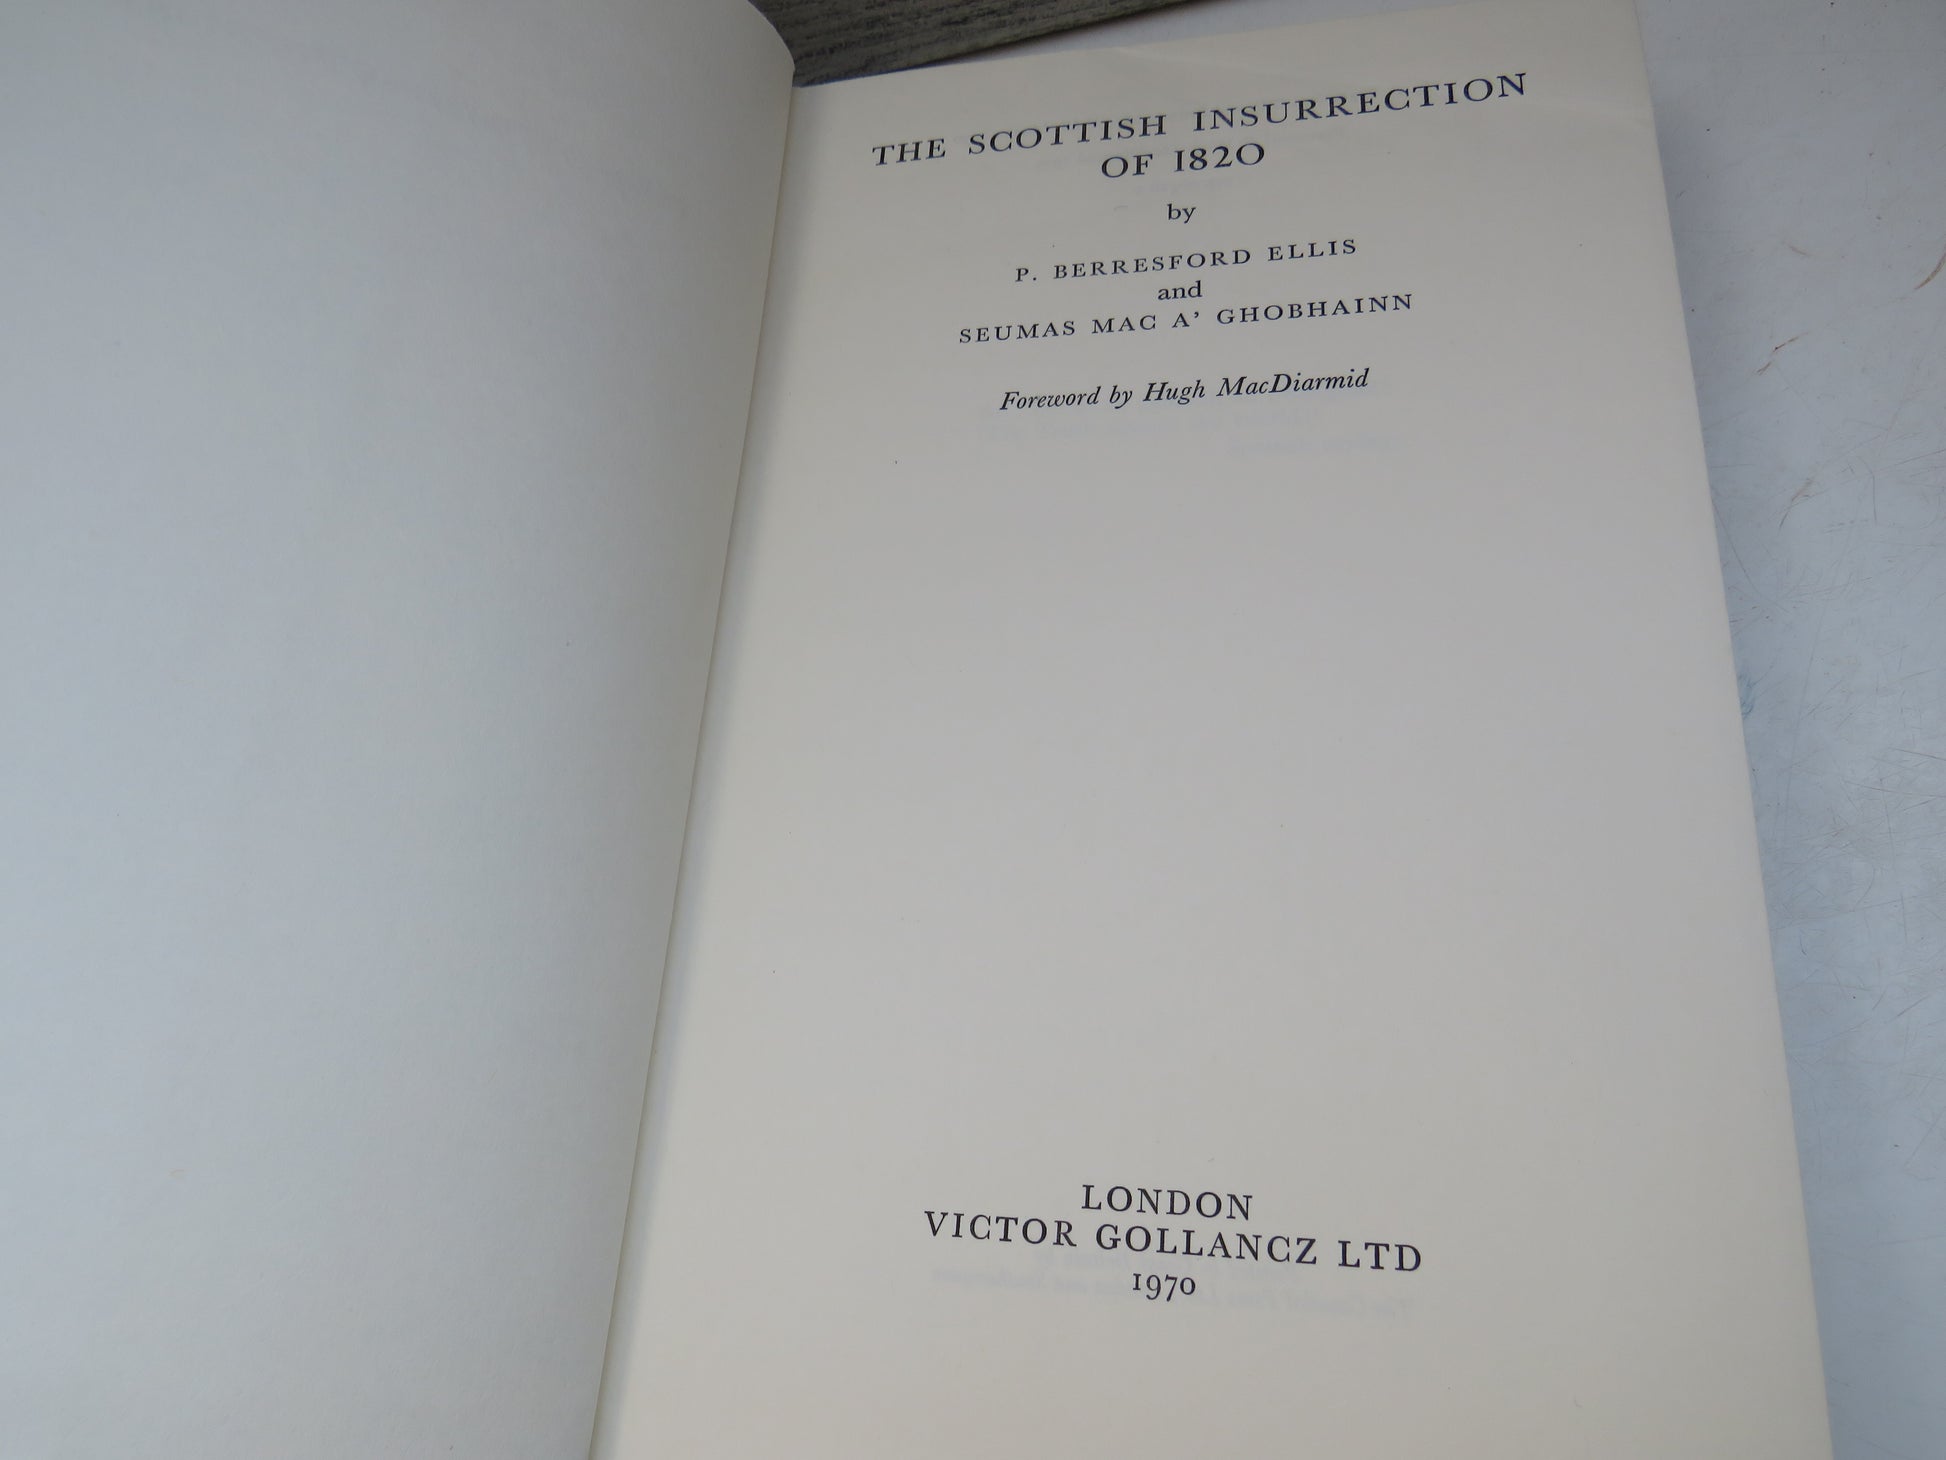 THE SCOTTISH INSURRECTION
OF 1820
by
P. BERRESFORD ELLIS
and
SEUMAS MAC A' GHOBHAINN
Foreword by Hugh MacDiarmid
LONDON
VICTOR GOLLANCZ LTD
1970